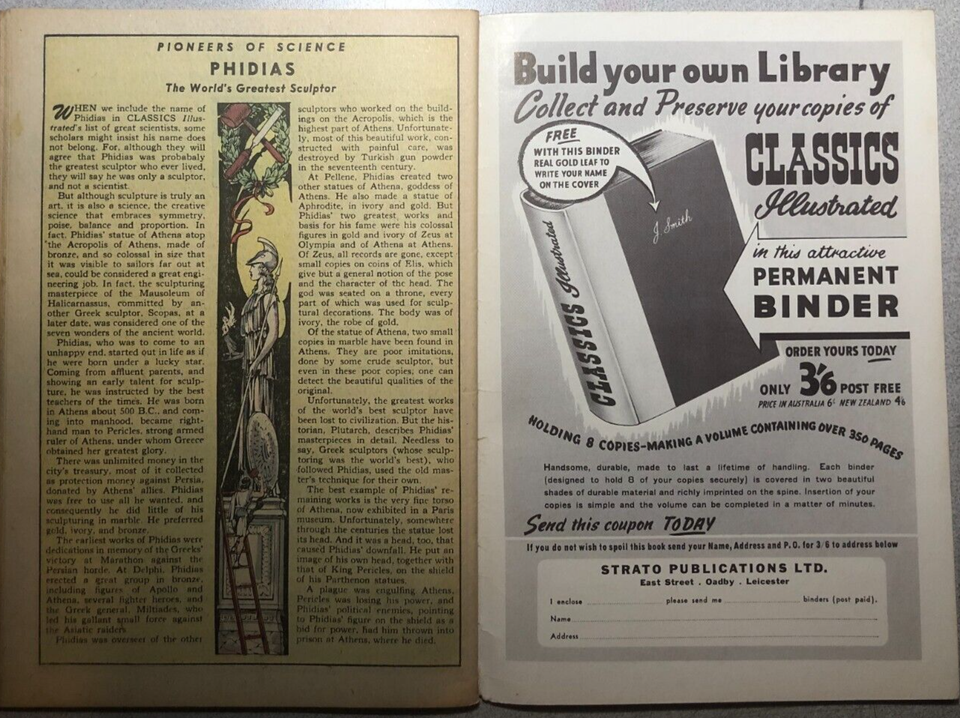 PIONEERS OF SCIENCE
PHIDIAS
The World's Greatest Sculptor
WHEN we include the name of
Phidias in CLASSICS Illus-
trated's list of great scientists, some
scholars might insist his name does
not belong. For, although they will
agree that Phidias was probabaly
the greatest sculptor who ever lived,
they will say he was only a sculptor,
and not a scientist.
But although sculpture is truly an
art, it is also a science, the creative
science that embraces symmetry,
poise, balance and proportion. In
fact, Phidias' statue of Athena atop
the Acropolis of Athens, made of
bronze, and so colossal in size that
it was visible to sailors far out at
sea, could be considered a great engi-
neering job. In fact, the sculpturing
masterpiece of the Mausoleum of
Halicarnassus, committed by an-
other Greek sculptor, Scopas, at a
later date, was considered one of the
seven wonders of the ancient world.
Phidias, who was to come to an
unhappy end, started out in life as if
he were born under a lucky star.
Coming from affluent parents, and
showing an early talent for sculp-
ture, he was instructed by the best
teachers of the times. He was born
in Athens about 500 B.C., and com-
ing into manhood, became right-
hand man to Pericles, strong armed
ruler of Athens, under whom Greece
obtained her greatest glory.
There was unlimited money in the
city's treasury, most of it collected
as protection money against Persia,
donated by Athens' allies. Phidias
was free to use all he wanted, and
consequently he did little of his
sculpturing in marble. He preferred
gold, ivory, and bronze.
The earliest works of Phidias were
dedications in memory of the Greeks'
victory at Marathon against the
Persian horde. At Delphi, Phidias
erected a great group in bronze,
including figures of Apollo and
Athena, several fighter heroes, and
the Greek general, Miltiades, who
led his gallant small force against
the Asiatic raiders.
Phidias was overseer of the other
sculptors who worked on the build-
ings on the Acropolis, which is the
highest part of Athens. Unfortunate-
ly, most of this beautiful work, con-
structed with painful care, was
destroyed by Turkish gun powder
in the seventeenth century.
At Pellene, Phidias created two
other statues of Athena, goddess of
Athens. He also made a statue of
Aphrodite, in ivory and gold. But
Phidias' two greatest works and
basis for his fame were his colossal
figures in gold and ivory of Zeus at
Olympia and of Athena at Athens.
Of Zeus, all records are gone, except
small copies on coins of Elis, which
give but a general notion of the pose
and the character of the head. The
god was seated on a throne, every
part of which was used for sculp-
tural decorations. The body was of
ivory, the robe of gold.
Of the statue of Athena, two small
copies in marble have been found in
Athens. They are poor imitations,
done by some crude sculptor, but
even in these poor copies, one can
detect the beautiful qualities of the
original.
Unfortunately, the greatest works
of the world's best sculptor have
been lost to civilization. But the his-
torian, Plutarch, describes Phidias'
masterpieces in detail. Needless to
say, Greek sculptors (whose sculp-
turing was the world's best), who
followed Phidias, used the old mas-
ter's technique for their own.
The best example of Phidias' re-
maining works is the very fine torso
of Athena, now exhibited in a Paris
museum. Unfortunately, somewhere
through the centuries the statue lost
its head. And it was a head, too, that
caused Phidias' downfall. He put an
image of his own head, together with
that of King Pericles, on the shield
of his Parthenon statues.
A plague was engulfing Athens,
Pericles was losing his power, and
Phidias' political enemies, pointing
to Phidias' figure on the shield as a
bid for power, had him thrown into
prison at Athens, where he died.
Build your own Library
Collect and Preserve your copies of
CLASSICS
Illustrated
FREE
WITH THIS BINDER
REAL GOLD LEAF TO
WRITE YOUR NAME
ON THE COVER
J. Smith
CLASSICS Illustrated
in this attractive
PERMANENT
BINDER
ORDER YOURS TODAY
ONLY 3'6 POST FREE
PRICE IN AUSTRALIA 6'- NEW ZEALAND 4'6
HOLDING 8 COPIES-MAKING A VOLUME CONTAINING OVER 350 PAGES
Handsome, durable, made to last a lifetime of handling. Each binder
(designed to hold 8 of your copies securely) is covered in two beautiful
shades of durable material and richly imprinted on the spine. Insertion of your
copies is simple and the volume can be completed in a matter of minutes.
Send this coupon TODAY
If you do not wish to spoil this book send your Name, Address and P.O. for 3/6 to address below
STRATO PUBLICATIONS LTD.
East Street . Oadby . Leicester
I enclose please send me binders (post paid).
Name
Address